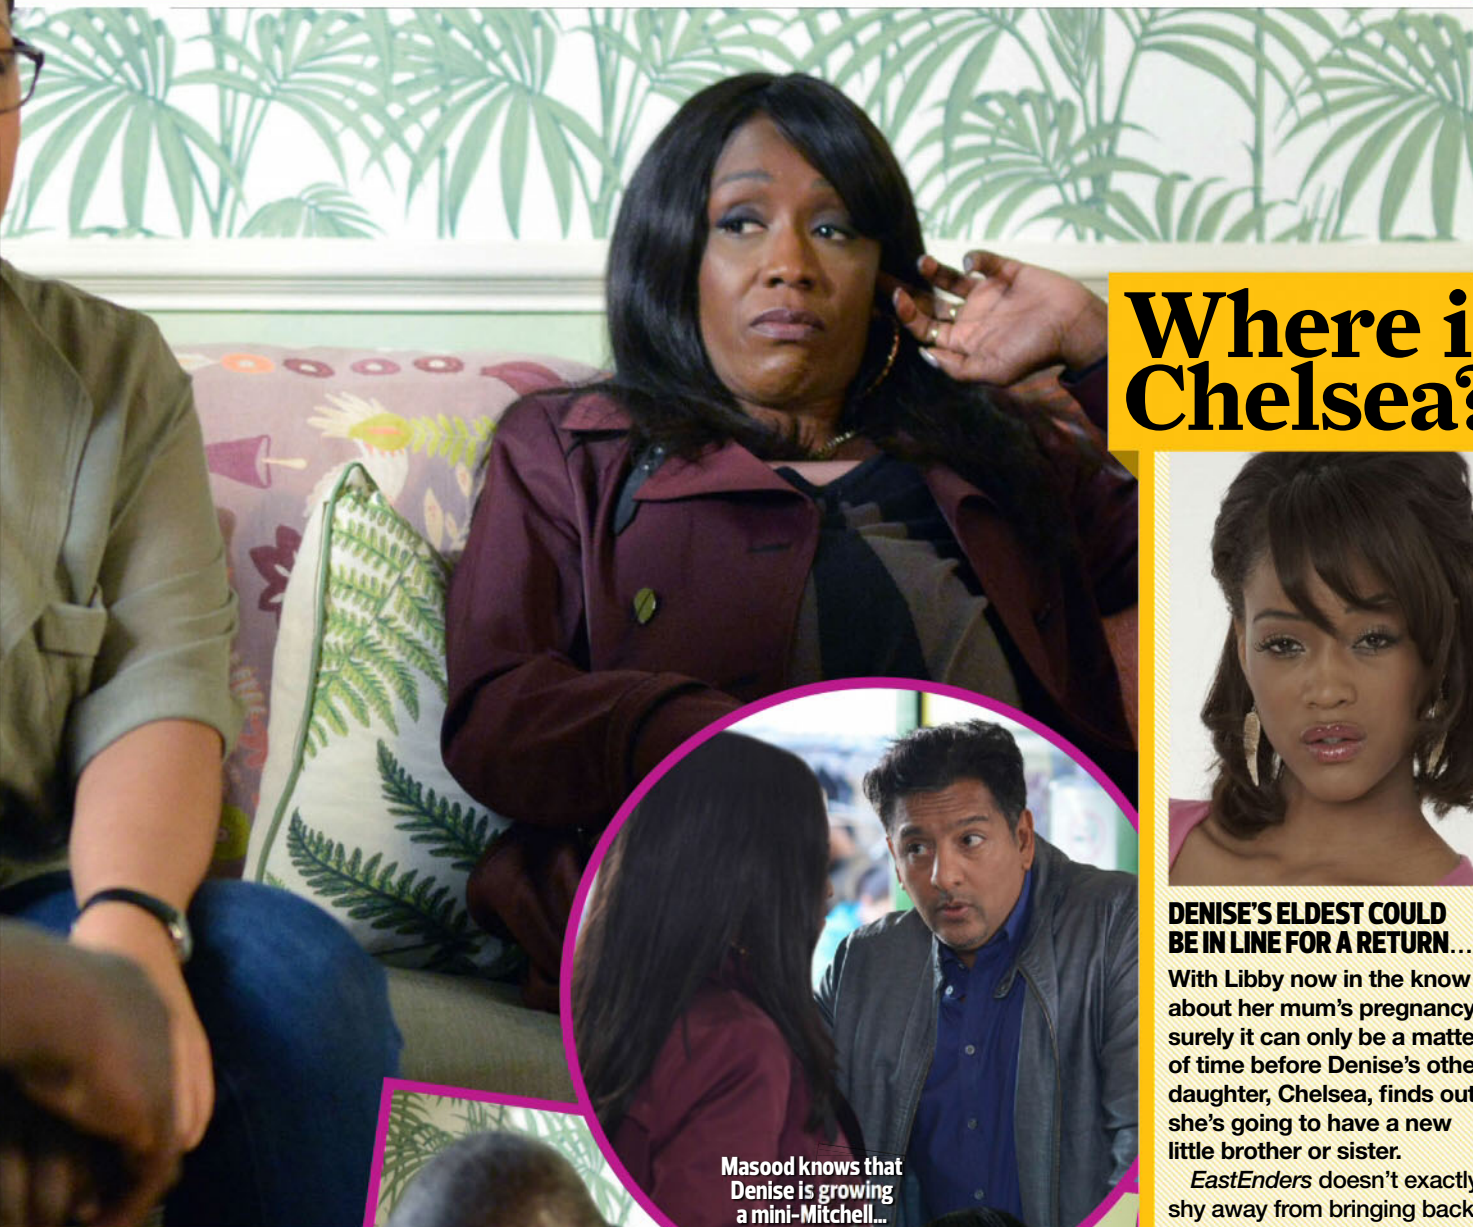 Where i
Chelsea?
DENISE'S ELDEST COULD
BE IN LINE FOR A RETURN...
With Libby now in the know
about her mum's pregnancy
surely it can only be a matte
of time before Denise's othe
daughter, Chelsea, finds out
she's going to have a new
little brother or sister.
EastEnders doesn't exactly
shy away from bringing back
Masood knows that
Denise is growing
a mini-Mitchell...